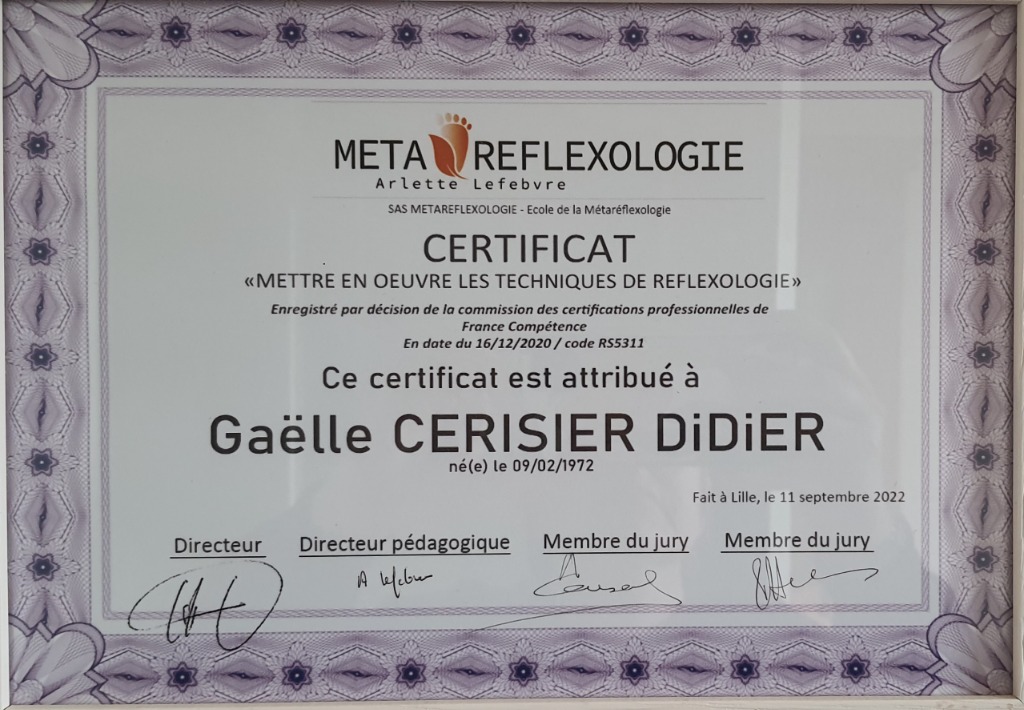 META REFLEXOLOGIE
Arlette Lefebvre
SAS METAREFLEXOLOGIE - Ecole de la Métaréflexologie
CERTIFICAT
«METTRE EN OEUVRE LES TECHNIQUES DE REFLEXOLOGIE»
Enregistré par décision de la commission des certifications professionnelles de
France Compétence
En date du 16/12/2020 / code RS5311
Ce certificat est attribué à
Gaëlle CERISIER DiDiER
né(e) le 09/02/1972
Fait à Lille, le 11 septembre 2022
Directeur Directeur pédagogique Membre du jury Membre du jury
A Lefebvre